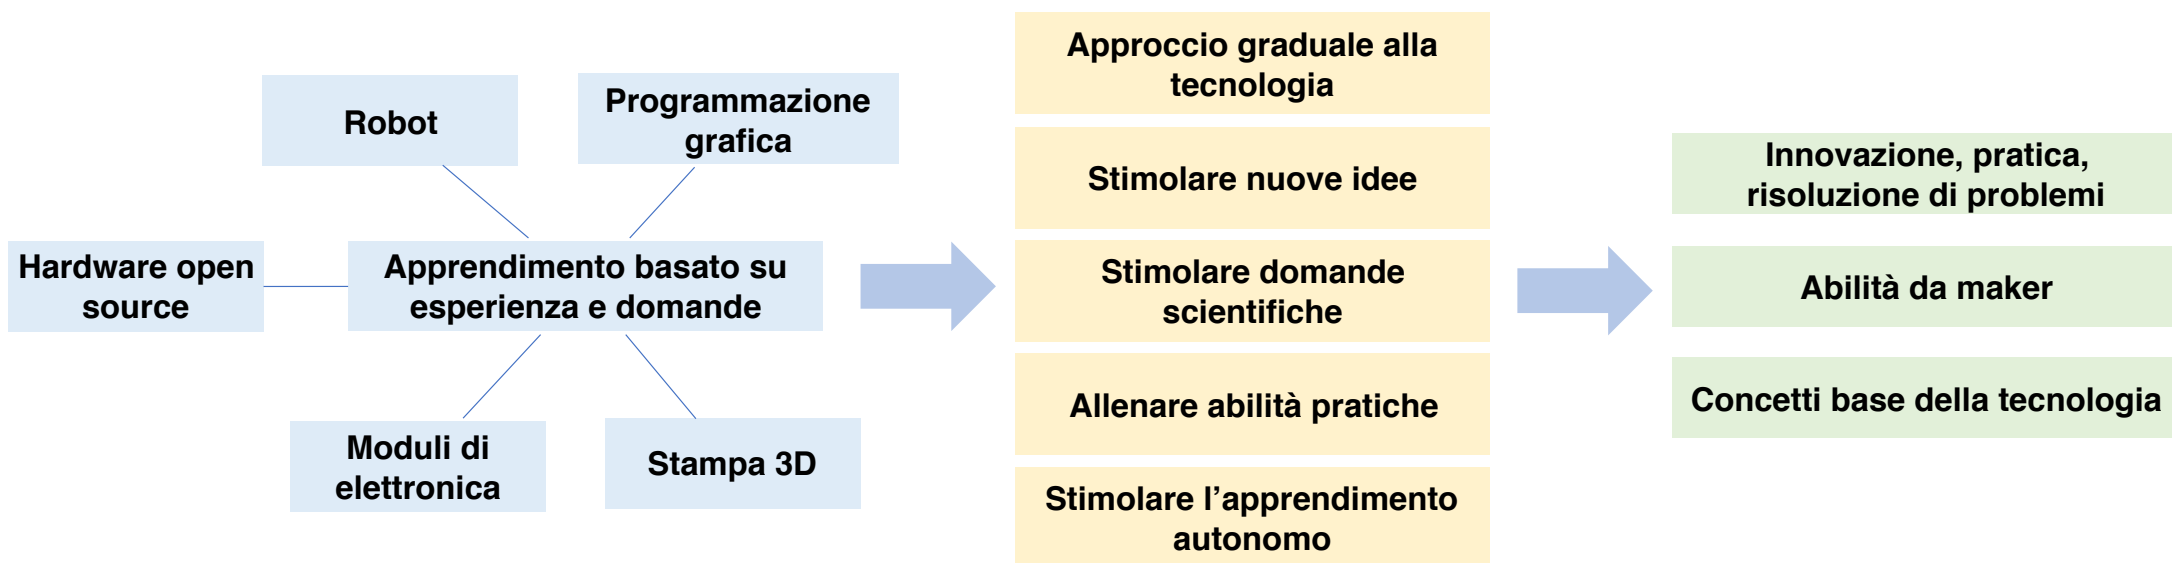 Robot
Programmazione
grafica
Hardware open
source
Apprendimento basato su
esperienza e domande
Moduli di
elettronica
Stampa 3D
Approccio graduale alla
tecnologia
Stimolare nuove idee
Stimolare domande
scientifiche
Allenare abilità pratiche
Stimolare l’apprendimento
autonomo
Innovazione, pratica,
risoluzione di problemi
Abilità da maker
Concetti base della tecnologia